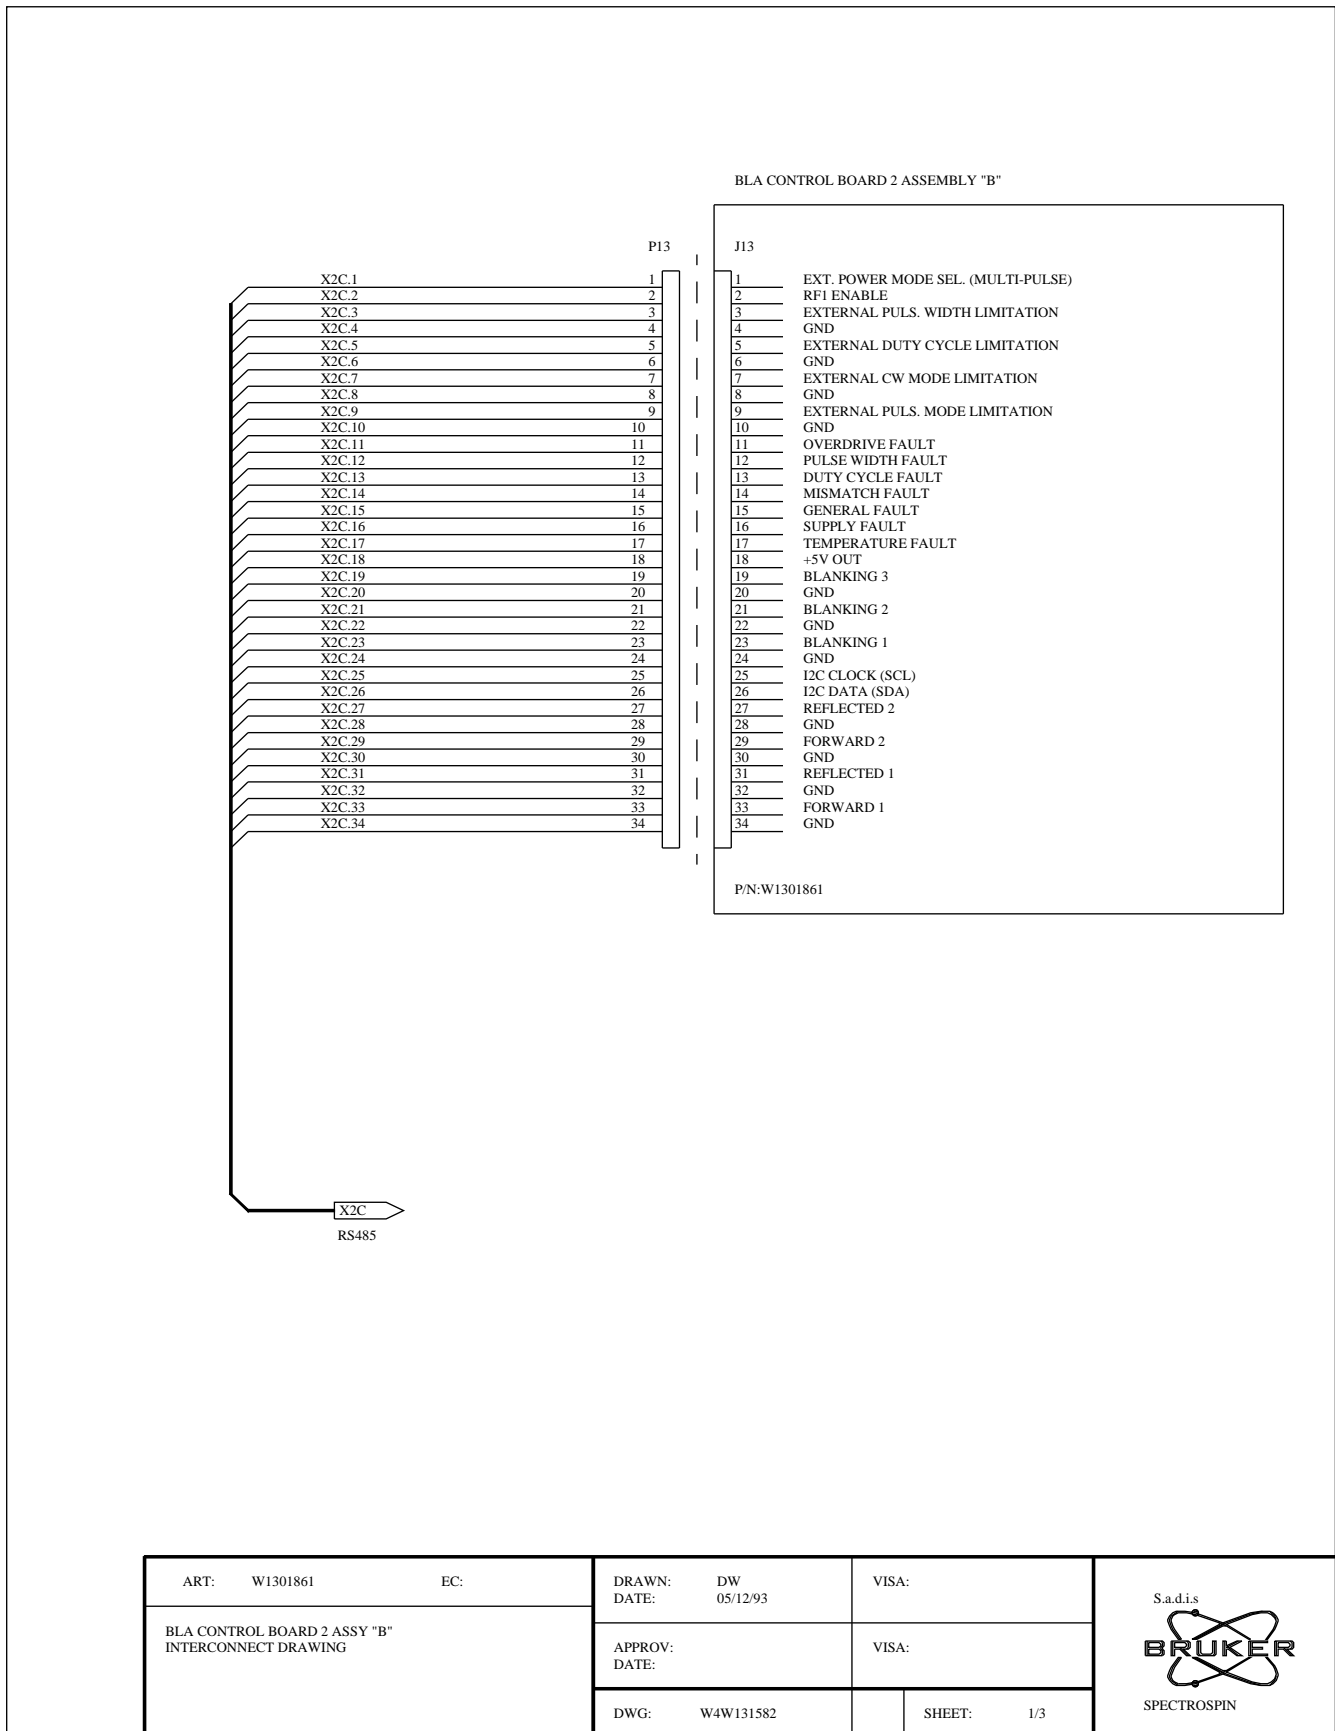 BLA CONTROL BOARD 2 ASSEMBLY "B"
P13 J13
X2C.1 1 1 EXT. POWER MODE SEL. (MULTI-PULSE)
X2C.2 2 2 RF1 ENABLE
X2C.3 3 3 EXTERNAL PULS. WIDTH LIMITATION
X2C.4 4 4 GND
X2C.5 5 5 EXTERNAL DUTY CYCLE LIMITATION
X2C.6 6 6 GND
X2C.7 7 7 EXTERNAL CW MODE LIMITATION
X2C.8 8 8 GND
X2C.9 9 9 EXTERNAL PULS. MODE LIMITATION
X2C.10 10 10 GND
X2C.11 11 11 OVERDRIVE FAULT
X2C.12 12 12 PULSE WIDTH FAULT
X2C.13 13 13 DUTY CYCLE FAULT
X2C.14 14 14 MISMATCH FAULT
X2C.15 15 15 GENERAL FAULT
X2C.16 16 16 SUPPLY FAULT
X2C.17 17 17 TEMPERATURE FAULT
X2C.18 18 18 +5V OUT
X2C.19 19 19 BLANKING 3
X2C.20 20 20 GND
X2C.21 21 21 BLANKING 2
X2C.22 22 22 GND
X2C.23 23 23 BLANKING 1
X2C.24 24 24 GND
X2C.25 25 25 I2C CLOCK (SCL)
X2C.26 26 26 I2C DATA (SDA)
X2C.27 27 27 REFLECTED 2
X2C.28 28 28 GND
X2C.29 29 29 FORWARD 2
X2C.30 30 30 GND
X2C.31 31 31 REFLECTED 1
X2C.32 32 32 GND
X2C.33 33 33 FORWARD 1
X2C.34 34 34 GND
P/N:W1301861
X2C
RS485
ART: W1301861 EC:
BLA CONTROL BOARD 2 ASSY "B"
INTERCONNECT DRAWING
DRAWN: DW
DATE: 05/12/93
VISA:
APPROV:
DATE:
VISA:
DWG: W4W131582
SHEET: 1/3
S.a.d.i.s
BRUKER
SPECTROSPIN